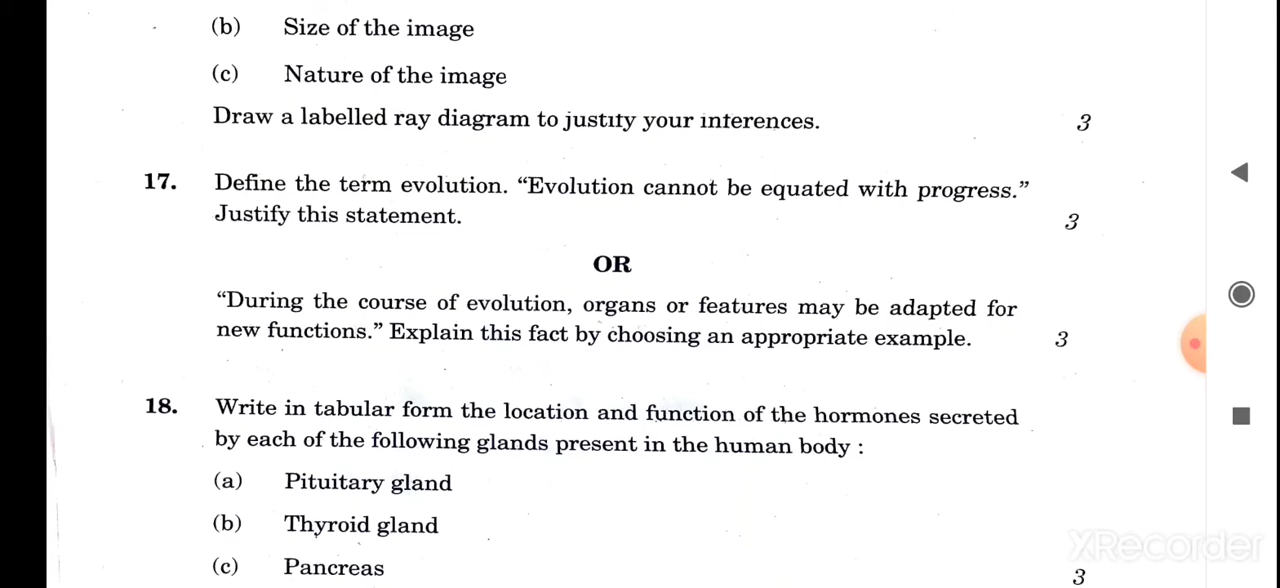 (b) Size of the image
(c) Nature of the image
Draw a labelled ray diagram to justify your inferences. 3
17. Define the term evolution. “Evolution cannot be equated with progress.”
Justify this statement. 3
OR
“During the course of evolution, organs or features may be adapted for
new functions.” Explain this fact by choosing an appropriate example. 3
18. Write in tabular form the location and function of the hormones secreted
by each of the following glands present in the human body :
(a) Pituitary gland
(b) Thyroid gland
(c) Pancreas 3
XRecorder